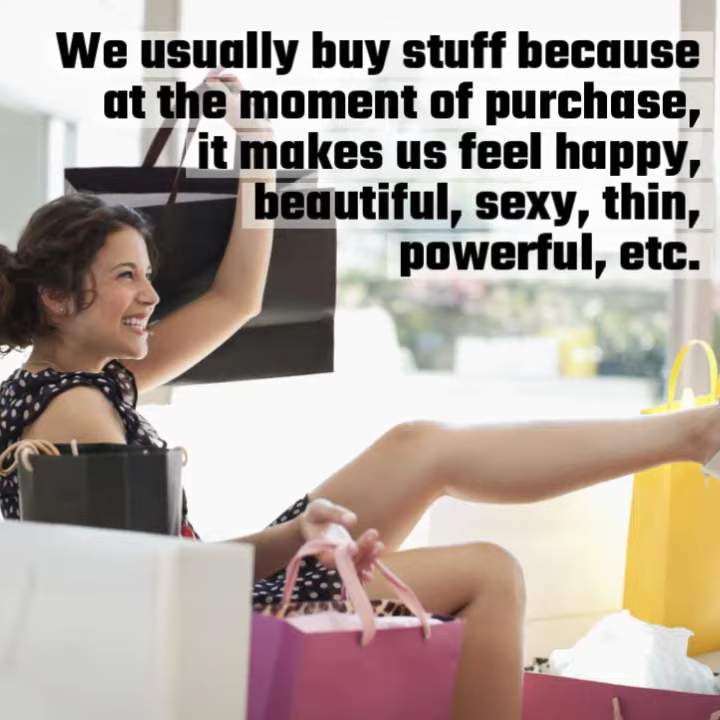 We usually buy stuff because
at the moment of purchase,
it makes us feel happy,
beautiful, sexy, thin,
powerful, etc.